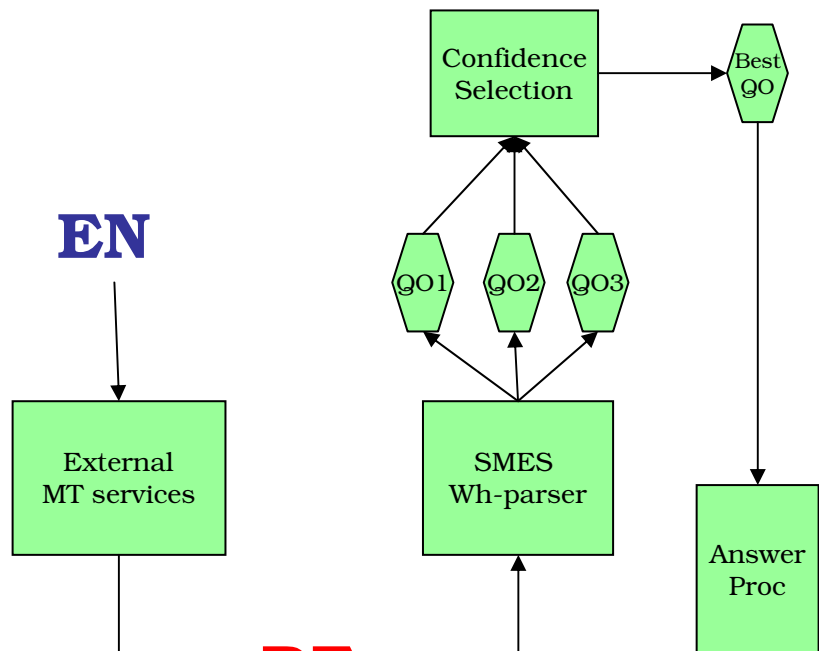 Confidence
Selection
Best
QO
EN
QO1
QO2
QO3
External
MT services
SMES
Wh-parser
Answer
Proc